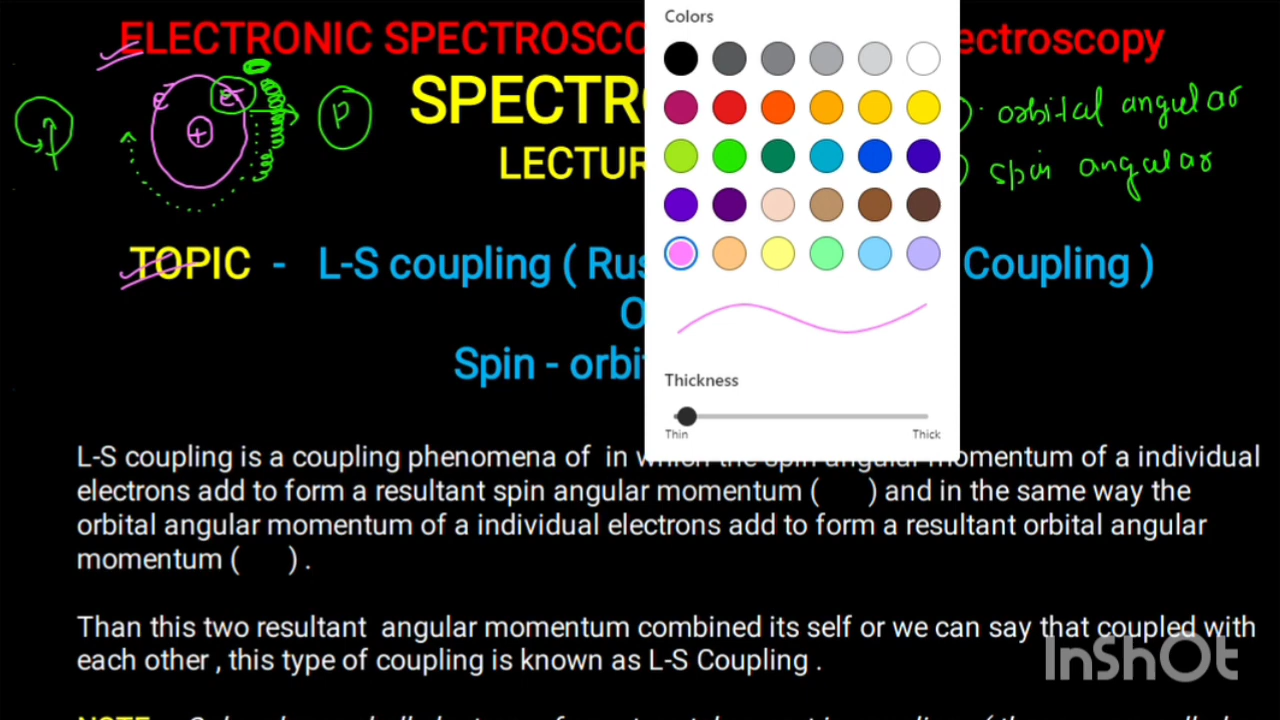 ELECTRONIC SPECTROSCO ectroscopy
SPECTR
LECTUR
e e
+
P
orbital angular
spin angular
TOPIC - L-S coupling ( Rus Coupling )
Spin - orbi
Colors
Thickness
Thin Thick
L-S coupling is a coupling phenomena of in which the spin angular momentum of a individual
electrons add to form a resultant spin angular momentum ( ) and in the same way the
orbital angular momentum of a individual electrons add to form a resultant orbital angular
momentum ( ) .
Than this two resultant angular momentum combined its self or we can say that coupled with
each other , this type of coupling is known as L-S Coupling .
InShOt